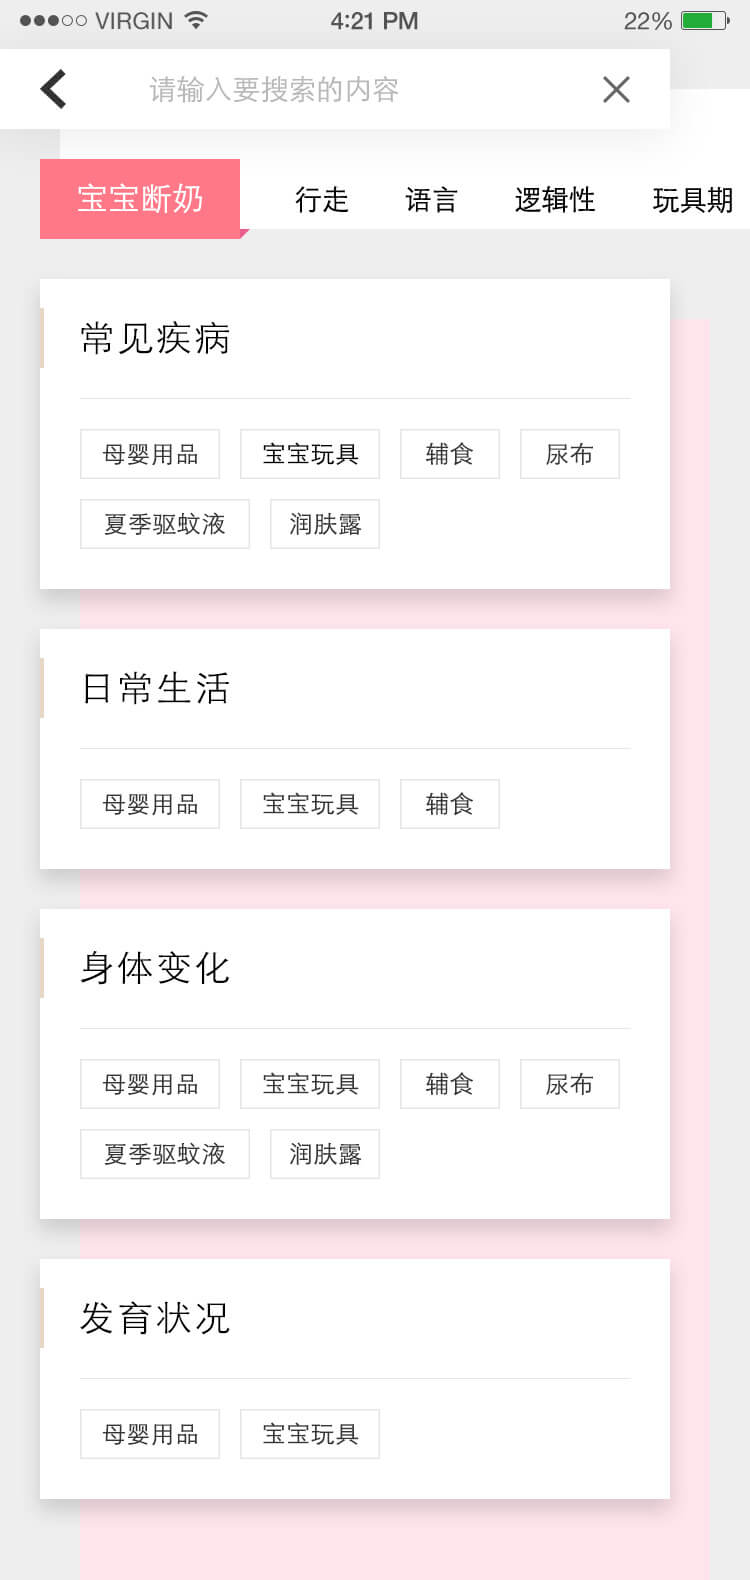 VIRGIN 4:21 PM 22%
请输入要搜索的内容
宝宝断奶 行走 语言 逻辑性 玩具期
常见疾病
母婴用品 宝宝玩具 辅食 尿布
夏季驱蚊液 润肤露
日常生活
母婴用品 宝宝玩具 辅食
身体变化
母婴用品 宝宝玩具 辅食 尿布
夏季驱蚊液 润肤露
发育状况
母婴用品 宝宝玩具